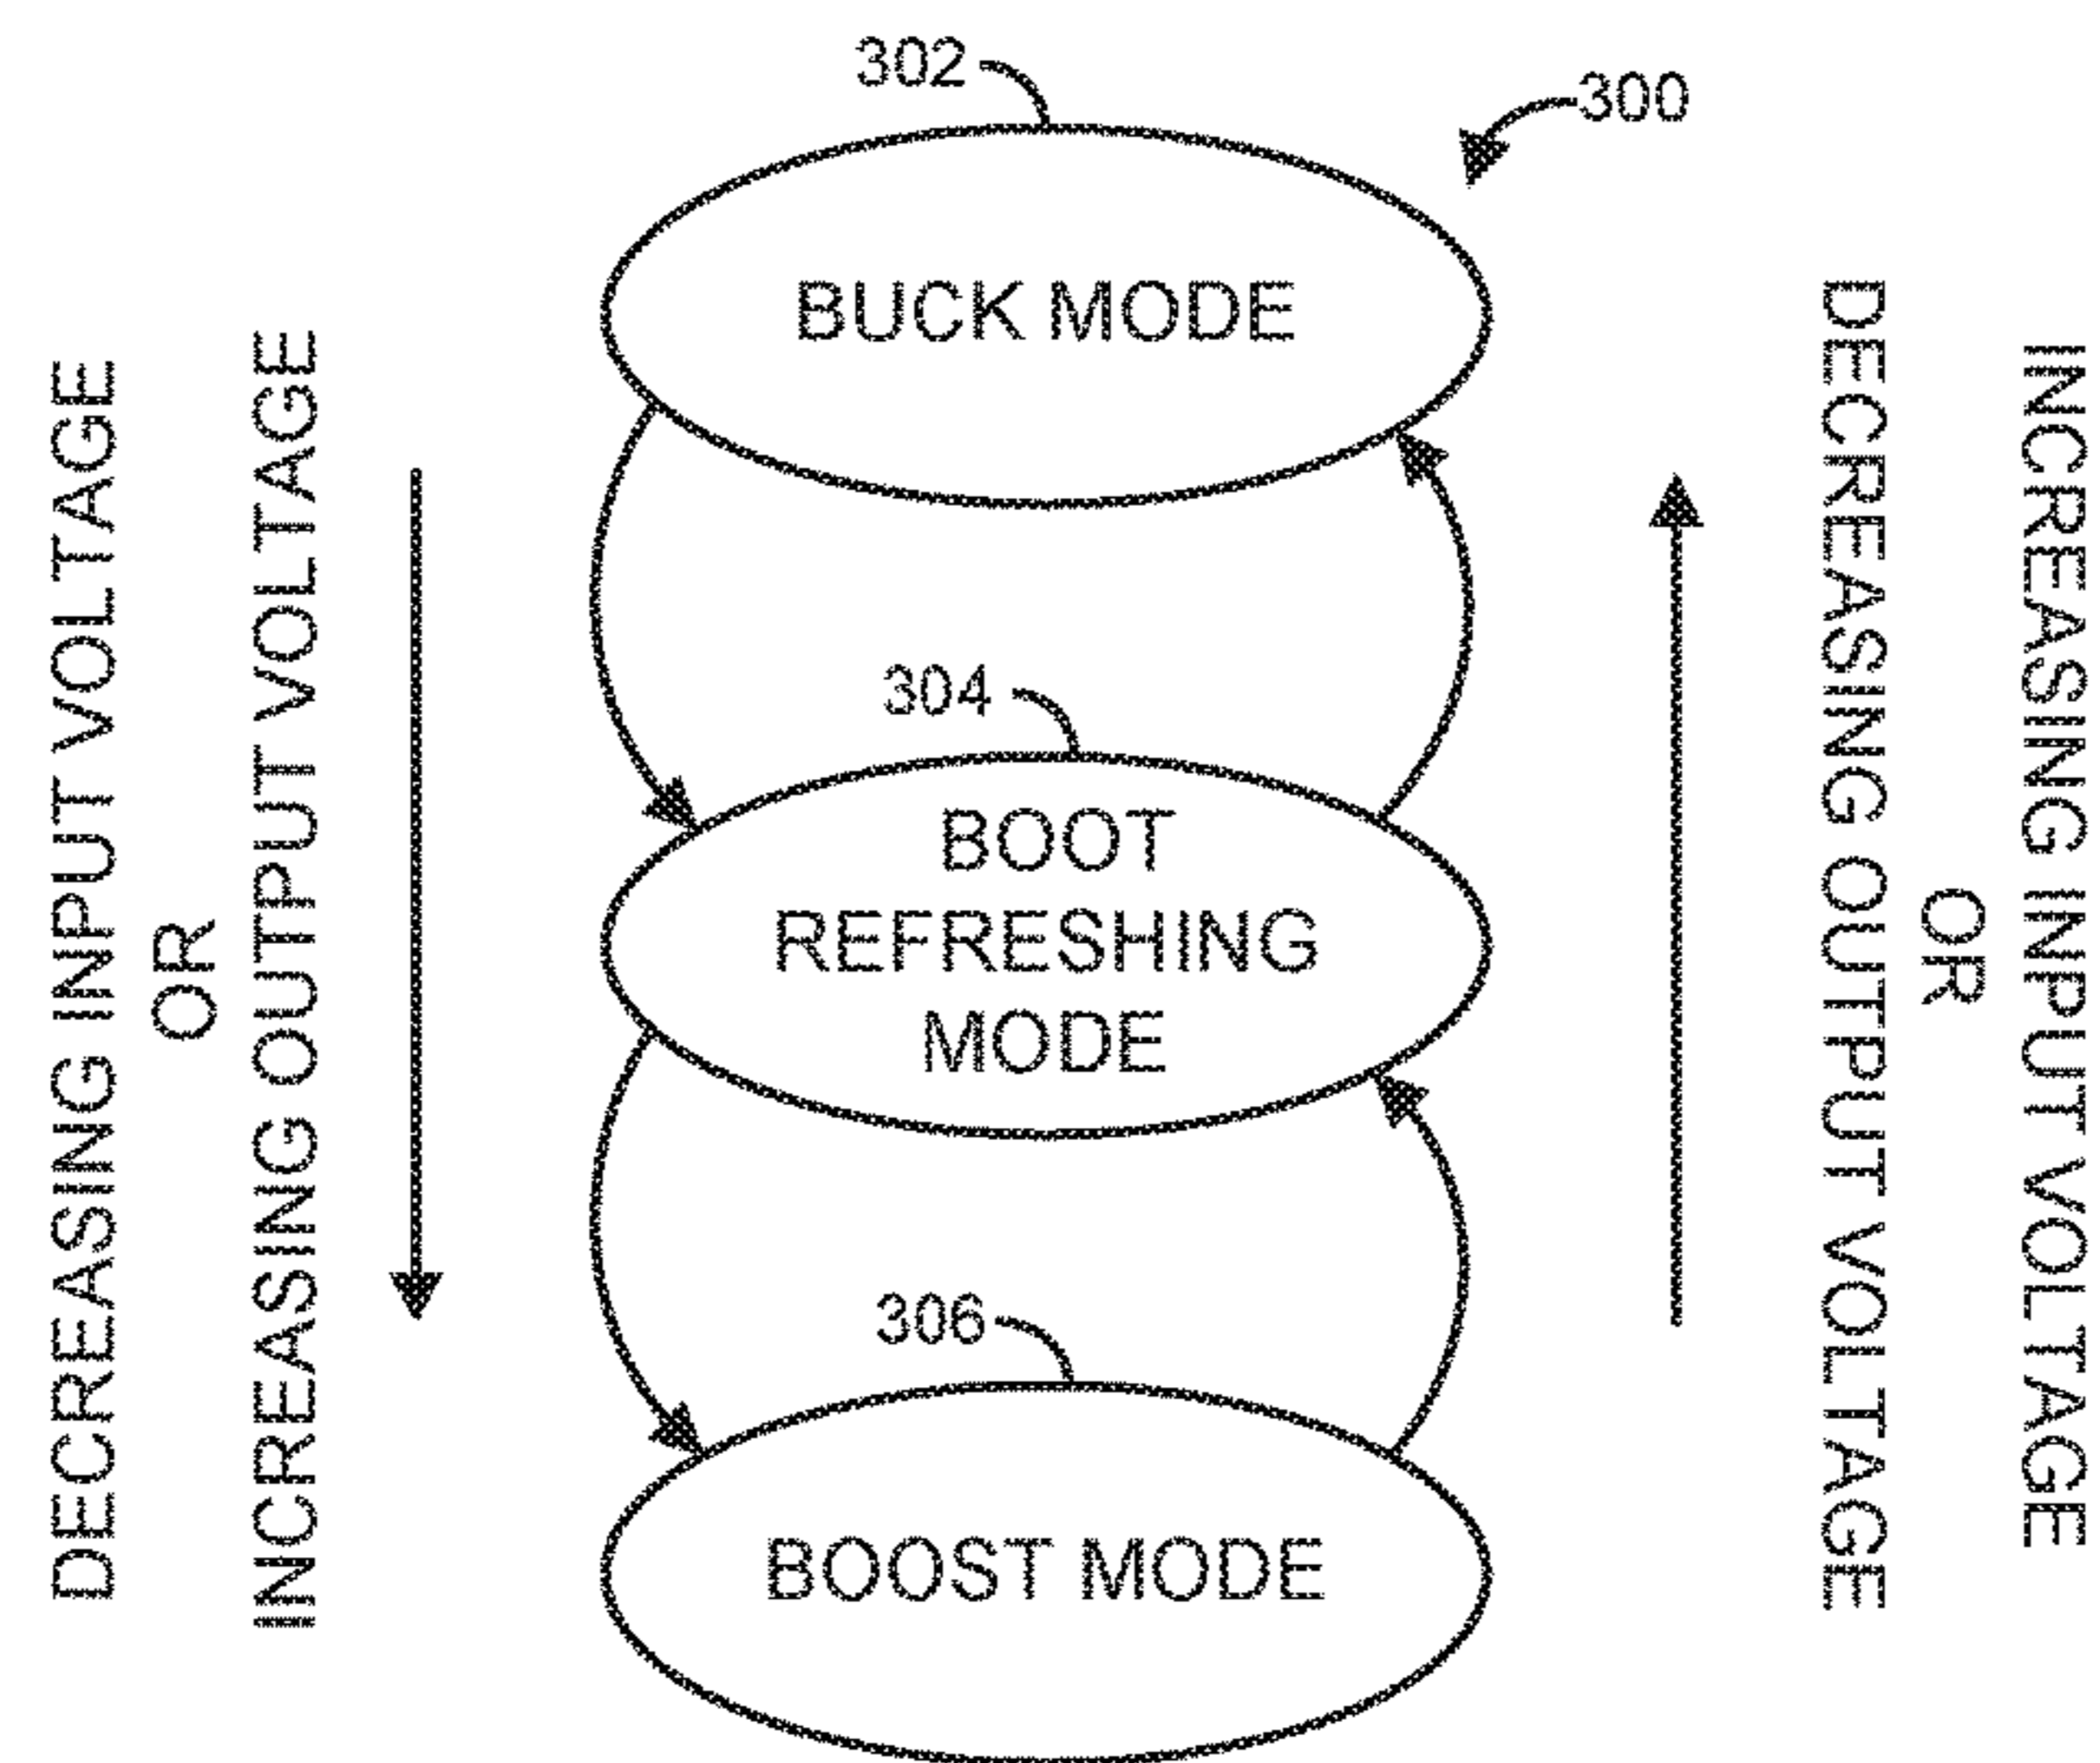 302
300
BUCK MODE
304
BOOT
REFRESHING
MODE
306
BOOST MODE
DECREASING INPUT VOLTAGE
OR
INCREASING OUTPUT VOLTAGE
INCREASING INPUT VOLTAGE
OR
DECREASING OUTPUT VOLTAGE